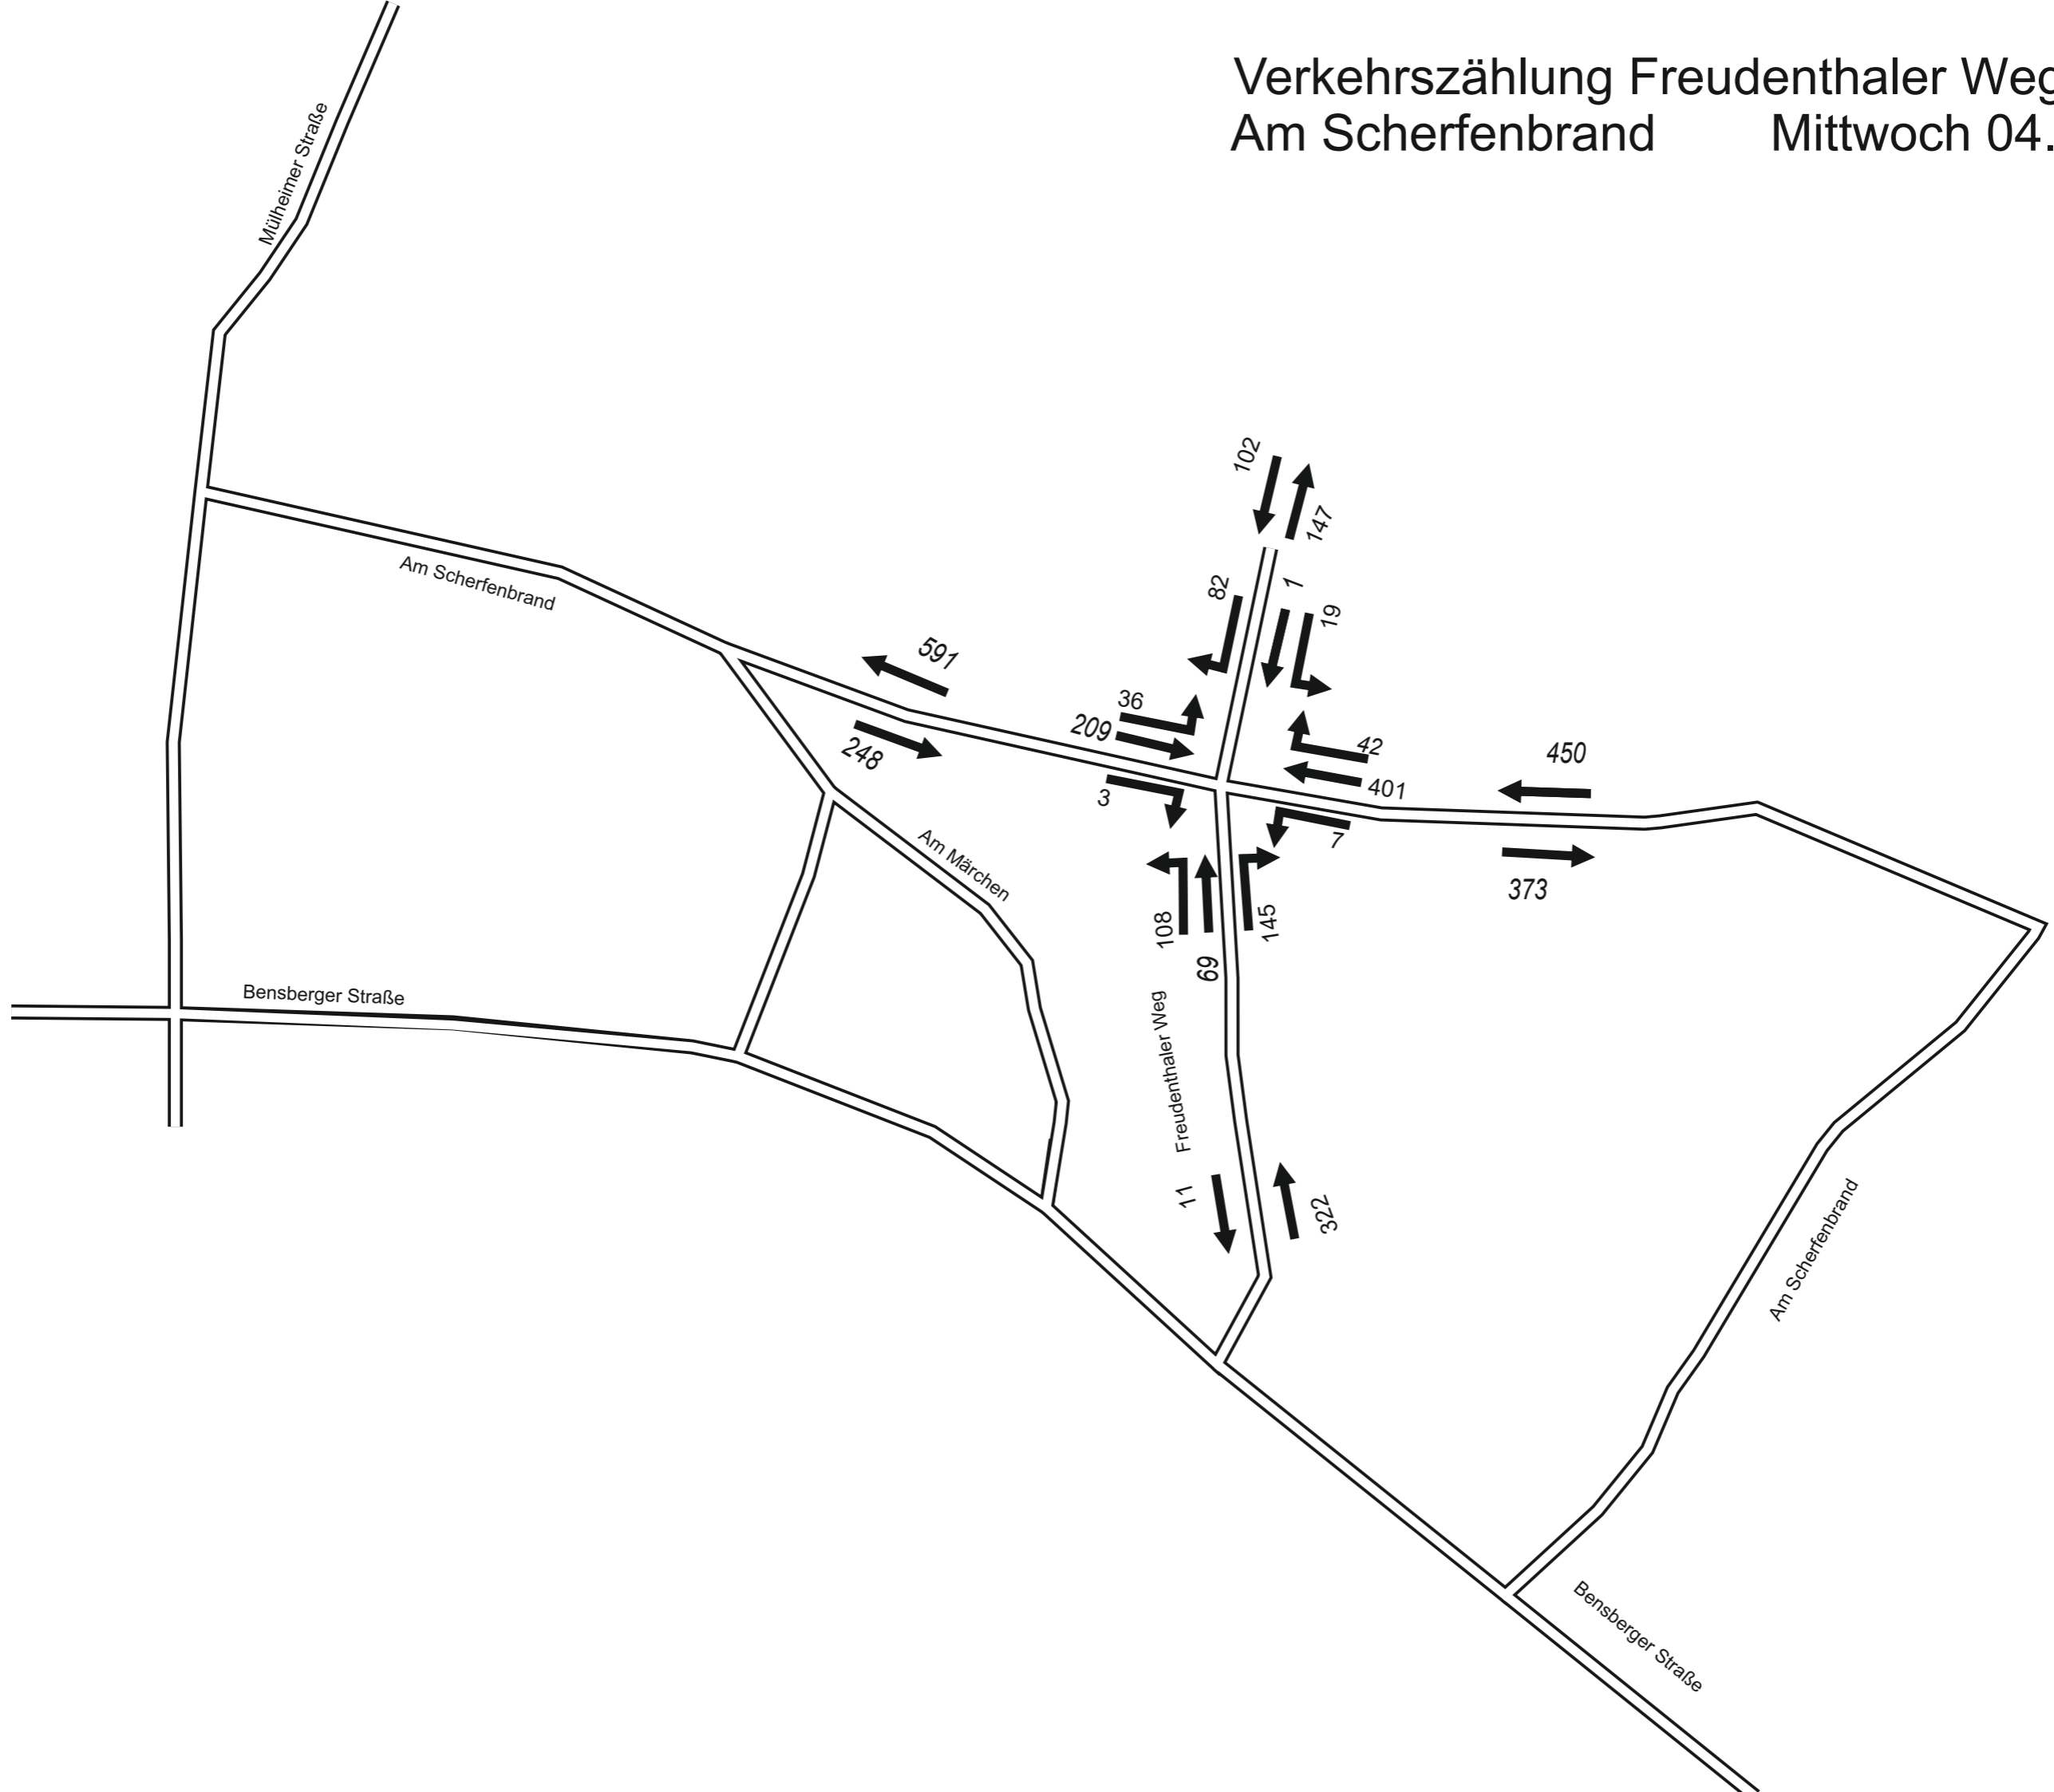 Verkehrszählung Freudenthaler Weg
Am Scherfenbrand Mittwoch 04.
Mülheimer Straße
102
147
Am Scherfenbrand
82
1
19
591
36
209
248
42
450
401
3
7
373
Am Märchen
108
145
69
Bensberger Straße
Freudenthaler Weg
11
322
Am Scherfenbrand
Bensberger Straße